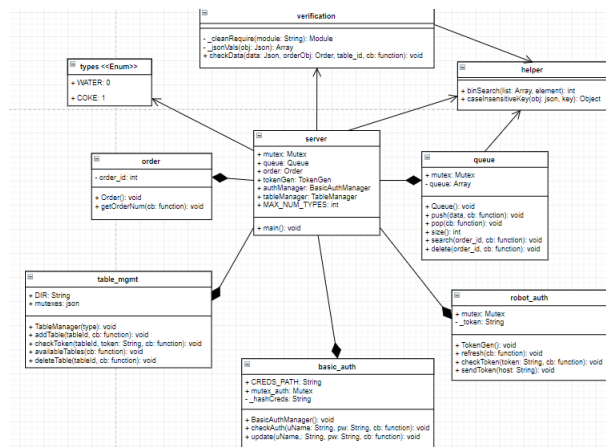 verification
- _cleanRequire(module: String): Module
- _jsonVals(obj: Json): Array
+ checkData(data: Json, orderObj: Order, table_id, cb: function): void
types <<Enum>>
+ WATER: 0
+ COKE: 1
helper
+ binSearch(list: Array, element): int
+ caseInsensitiveKey(obj: json, key): Object
server
+ mutex: Mutex
+ queue: Queue
+ order: Order
+ tokenGen: TokenGen
+ authManager: BasicAuthManager
+ tableManager: TableManager
+ MAX_NUM_TYPES: int
+ main(): void
order
- order_id: int
+ Order(): void
+ getOrderNum(cb: function): void
queue
+ mutex: Mutex
- queue: Array
+ Queue(): void
+ push(data, cb: function): void
+ pop(cb: function): void
+ size(): int
+ search(order_id, cb: function): void
+ delete(order_id, cb: function): void
table_mgmt
+ DIR: String
+ mutexes: json
+ TableManager(type): void
+ addTable(tableId, cb: function): void
+ checkToken(tableId, token: String, cb: function): void
+ availableTables(cb: function): void
+ deleteTable(tableId, cb: function): void
robot_auth
+ mutex: Mutex
- _token: String
+ TokenGen(): void
+ refresh(cb: function): void
+ checkToken(token: String, cb: function): void
+ sendToken(host: String): void
basic_auth
+ CREDS_PATH: String
+ mutex_auth: Mutex
- _hashCreds: String
+ BasicAuthManager(): void
+ checkAuth(uName: String, pw: String, cb: function): void
+ update(uName,: String, pw: String, cb: function): void